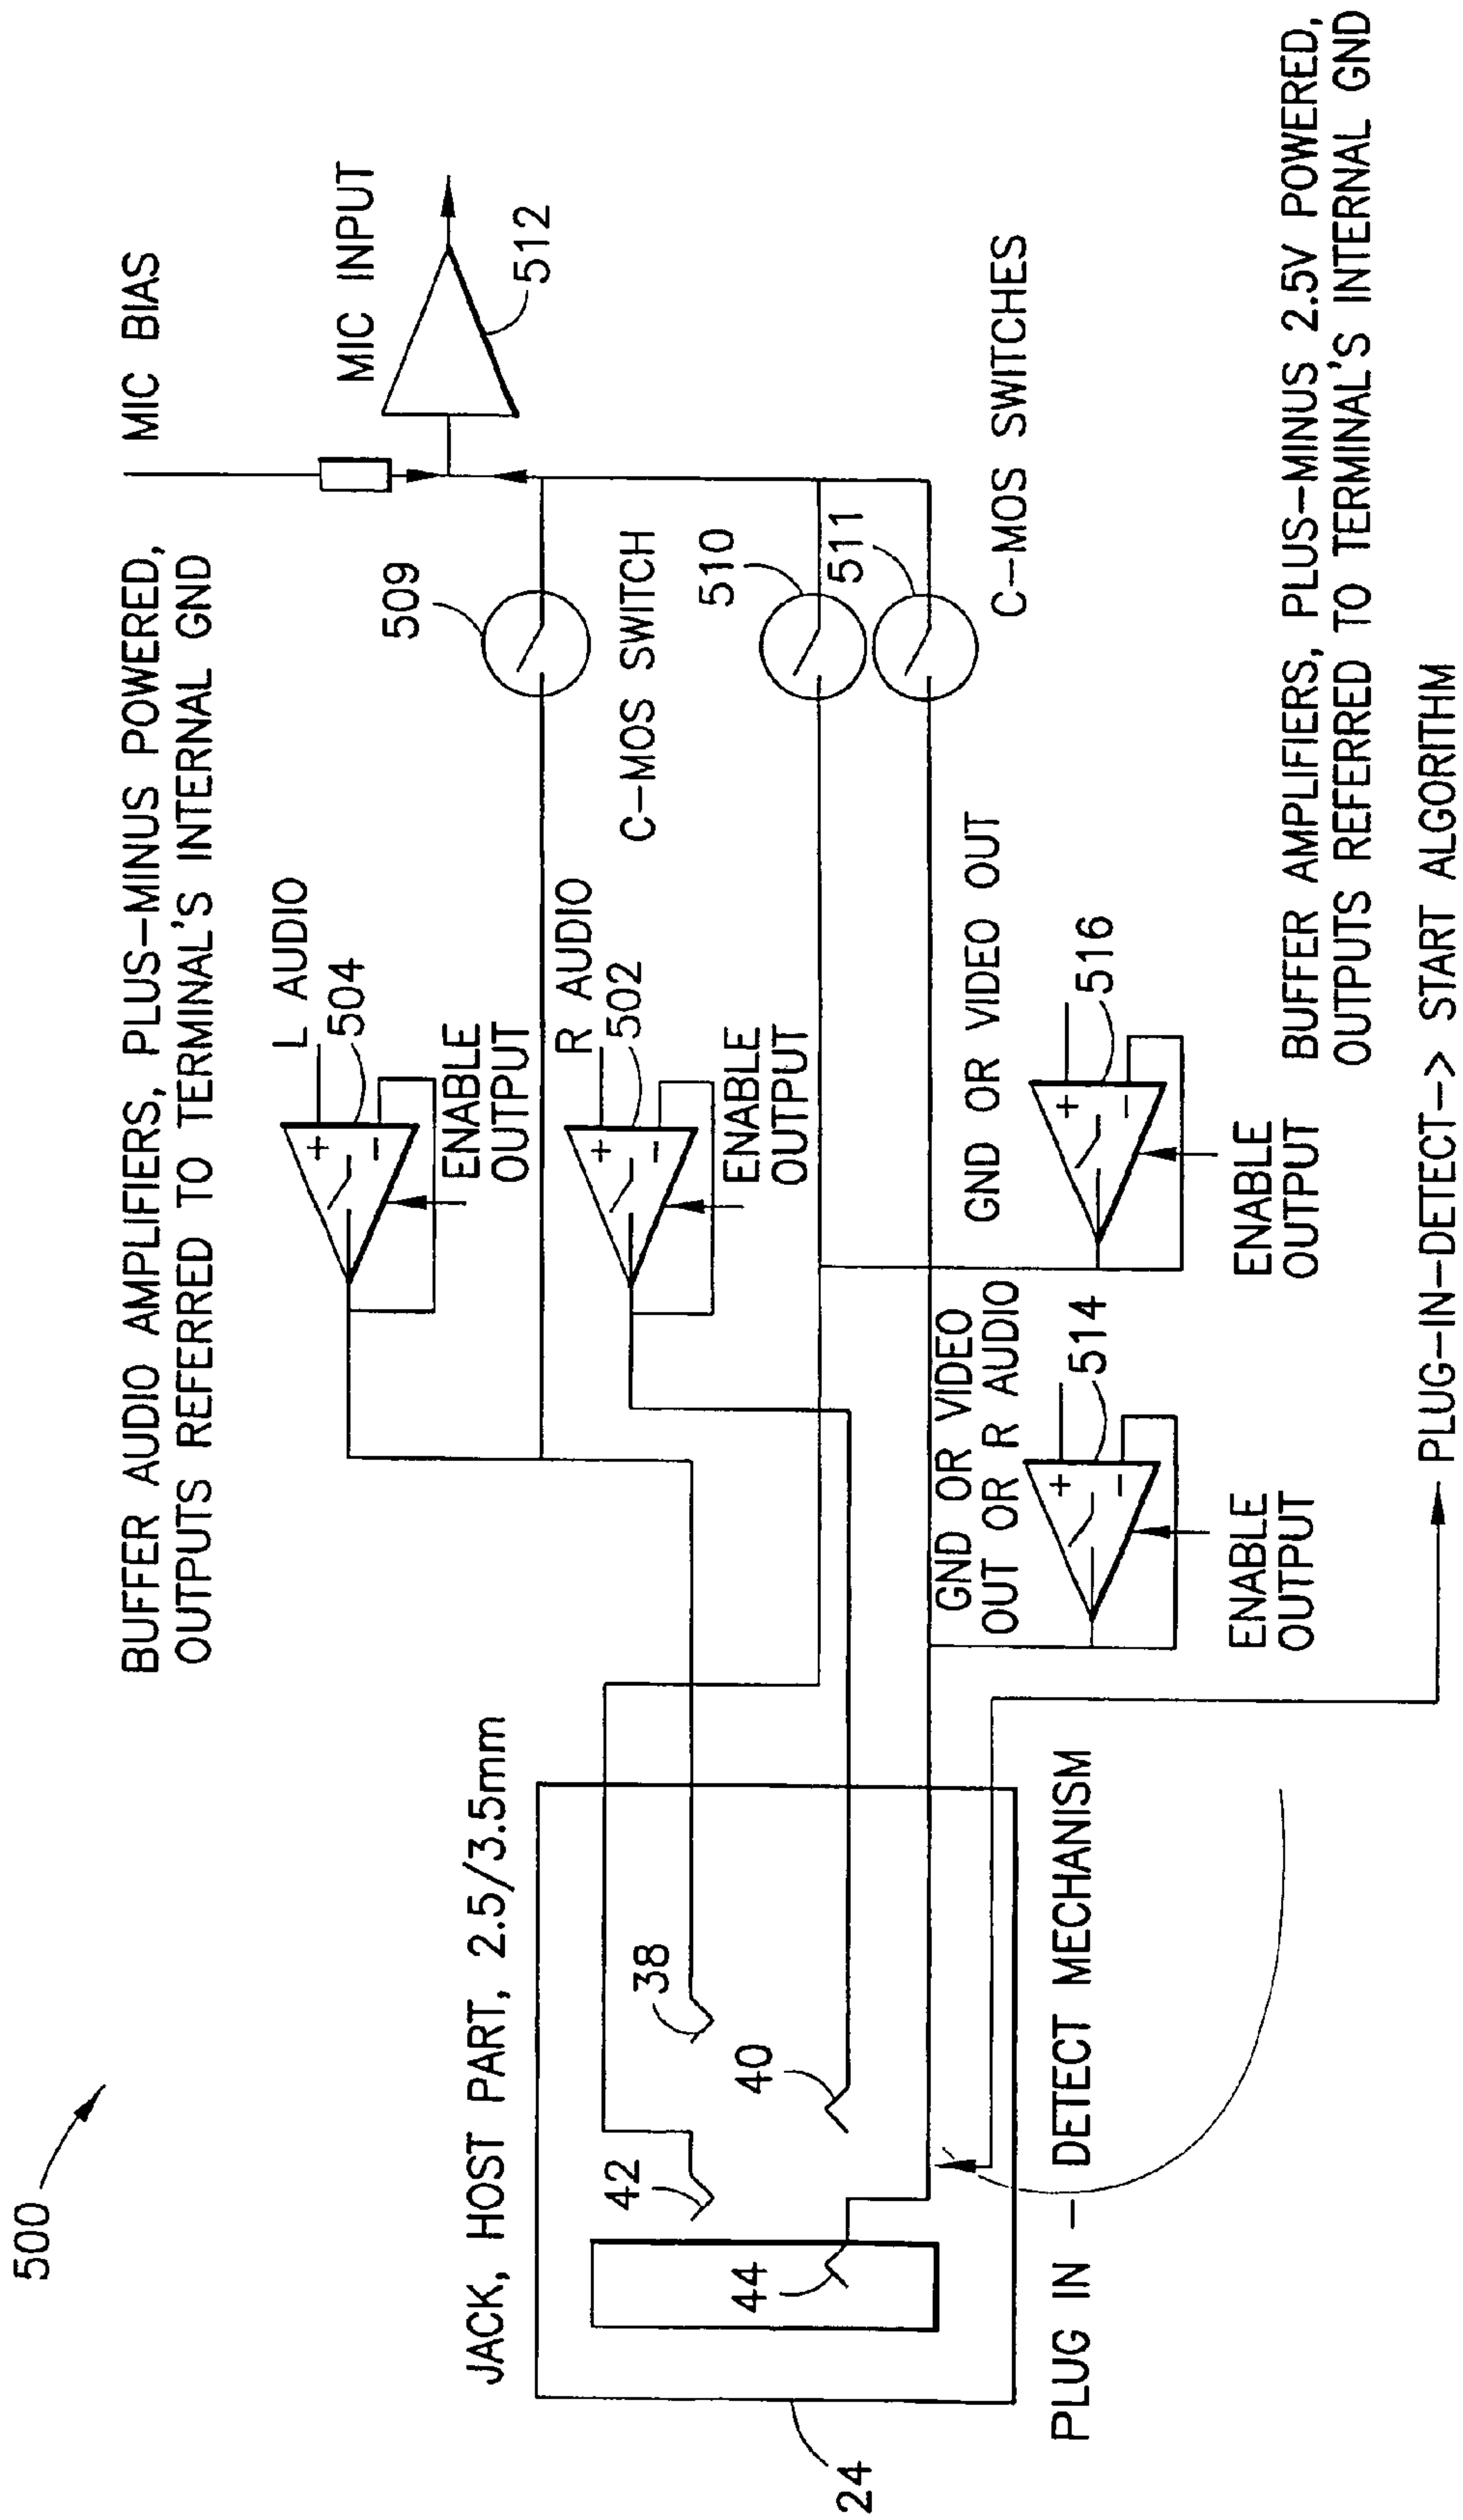 500
BUFFER AUDIO AMPLIFIERS, PLUS-MINUS POWERED,
OUTPUTS REFERRED TO TERMINAL'S INTERNAL GND
MIC BIAS
L AUDIO
504
MIC INPUT
509
ENABLE
OUTPUT
512
JACK, HOST PART, 2.5/3.5mm
R AUDIO
502
C-MOS SWITCH
42
38
510
ENABLE
OUTPUT
44
40
511
24
GND OR VIDEO
OUT OR R AUDIO
GND OR VIDEO OUT
C-MOS SWITCHES
PLUG IN - DETECT MECHANISM
514
516
ENABLE
OUTPUT
ENABLE
OUTPUT
BUFFER AMPLIFIERS, PLUS-MINUS 2.5V POWERED,
OUTPUTS REFERRED TO TERMINAL'S INTERNAL GND
PLUG-IN-DETECT-> START ALGORITHM